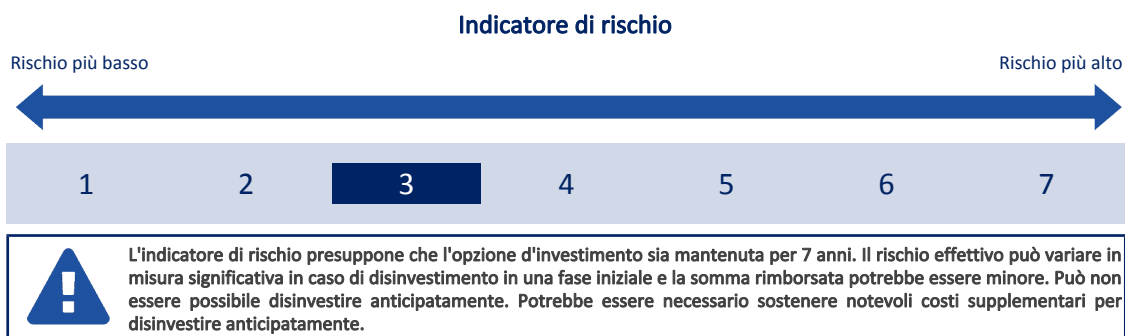 Indicatore di rischio
Rischio più basso
Rischio più alto
1 2 3 4 5 6 7
L'indicatore di rischio presuppone che l'opzione d'investimento sia mantenuta per 7 anni. Il rischio effettivo può variare in
misura significativa in caso di disinvestimento in una fase iniziale e la somma rimborsata potrebbe essere minore. Può non
essere possibile disinvestire anticipatamente. Potrebbe essere necessario sostenere notevoli costi supplementari per
disinvestire anticipatamente.